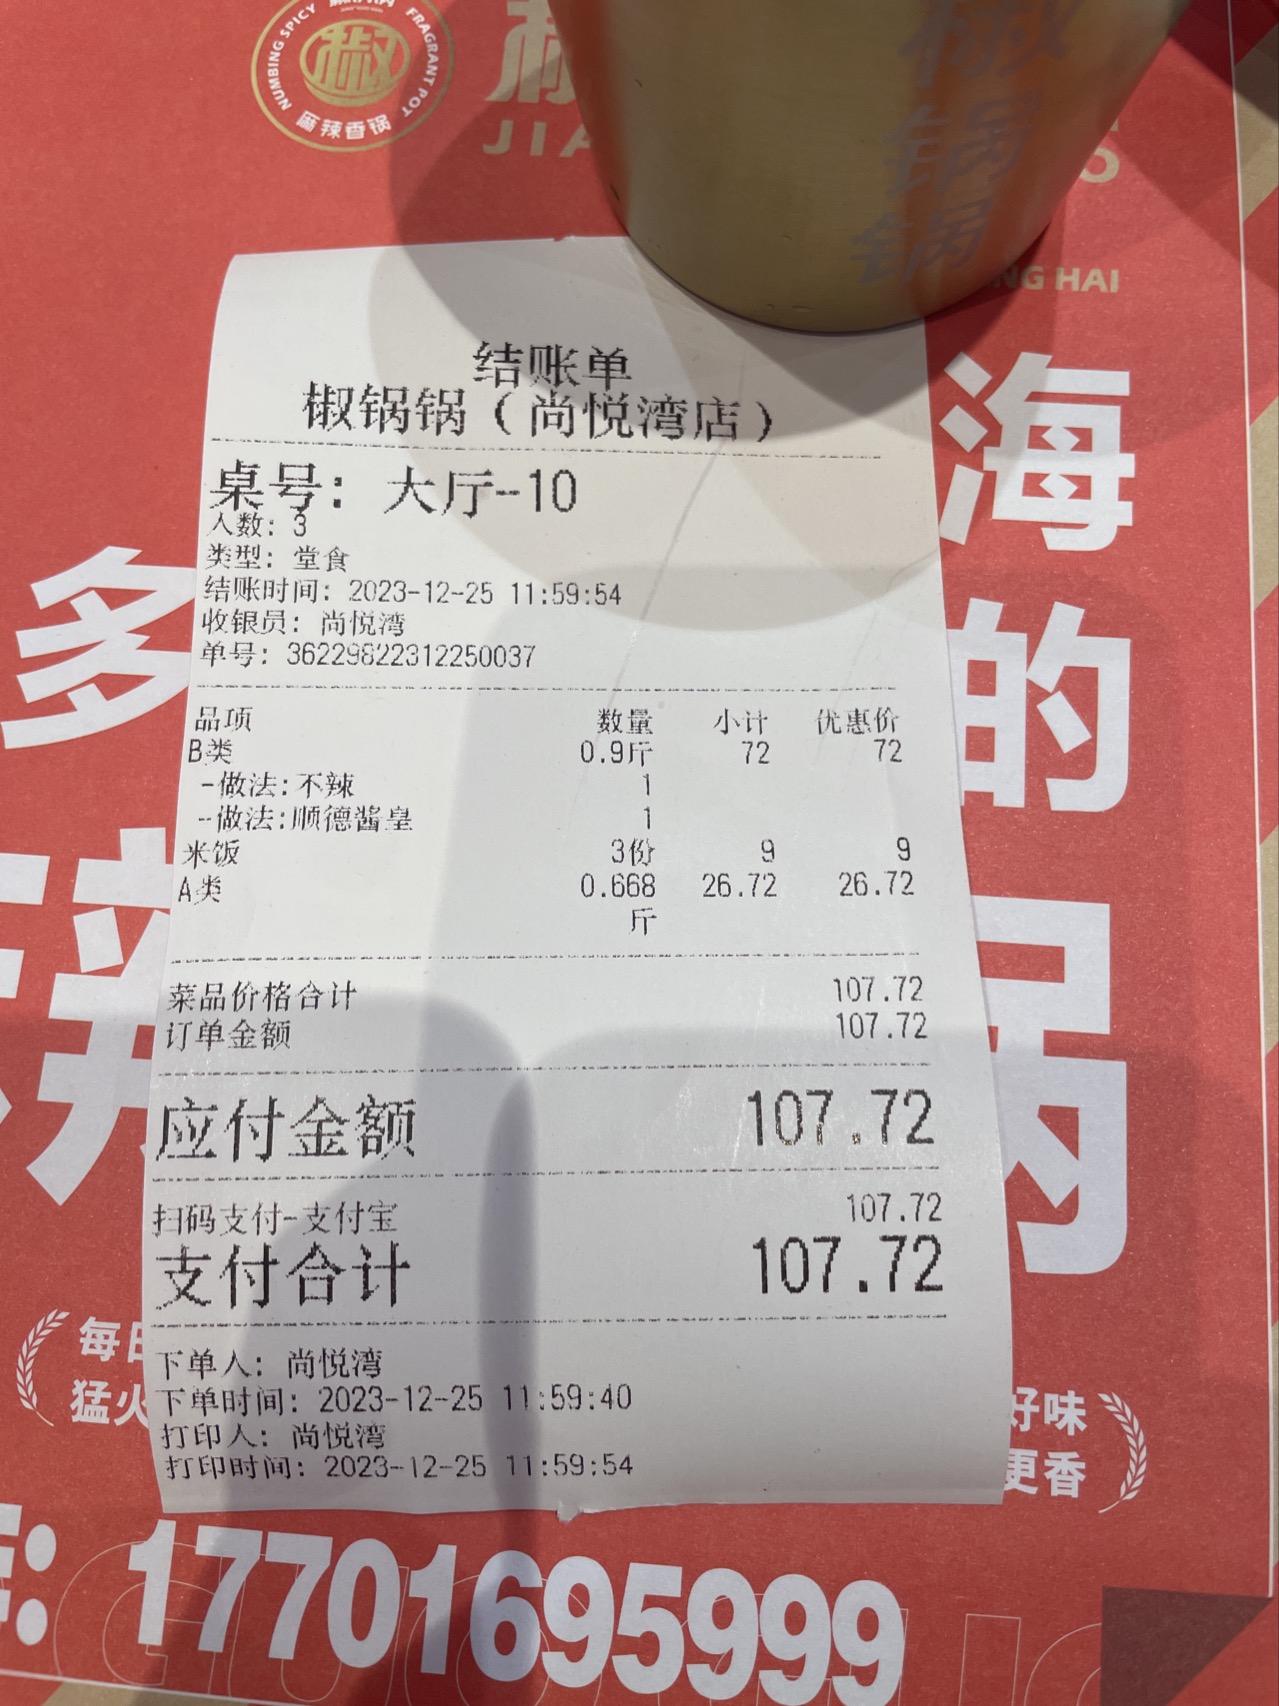 NUMBING SPICY
FRAGRANT POT
椒
麻辣香锅
JIA
椒
锅
锅
NG HAI
结账单
椒锅锅（尚悦湾店）
桌号：大厅-10
人数：3
类型：堂食
结账时间：2023-12-25 11:59:54
收银员：尚悦湾
单号：36229822312250037
品项 数量 小计 优惠价
B类 0.9斤 72 72
-做法:不辣 1
-做法:顺德酱皇 1
米饭 3份 9 9
A类 0.668斤 26.72 26.72
菜品价格合计 107.72
订单金额 107.72
应付金额 107.72
扫码支付-支付宝 107.72
支付合计 107.72
下单人：尚悦湾
下单时间：2023-12-25 11:59:40
打印人：尚悦湾
打印时间：2023-12-25 11:59:54
海
的
多
辣
锅
每日
猛火
好味
更香
17701695999